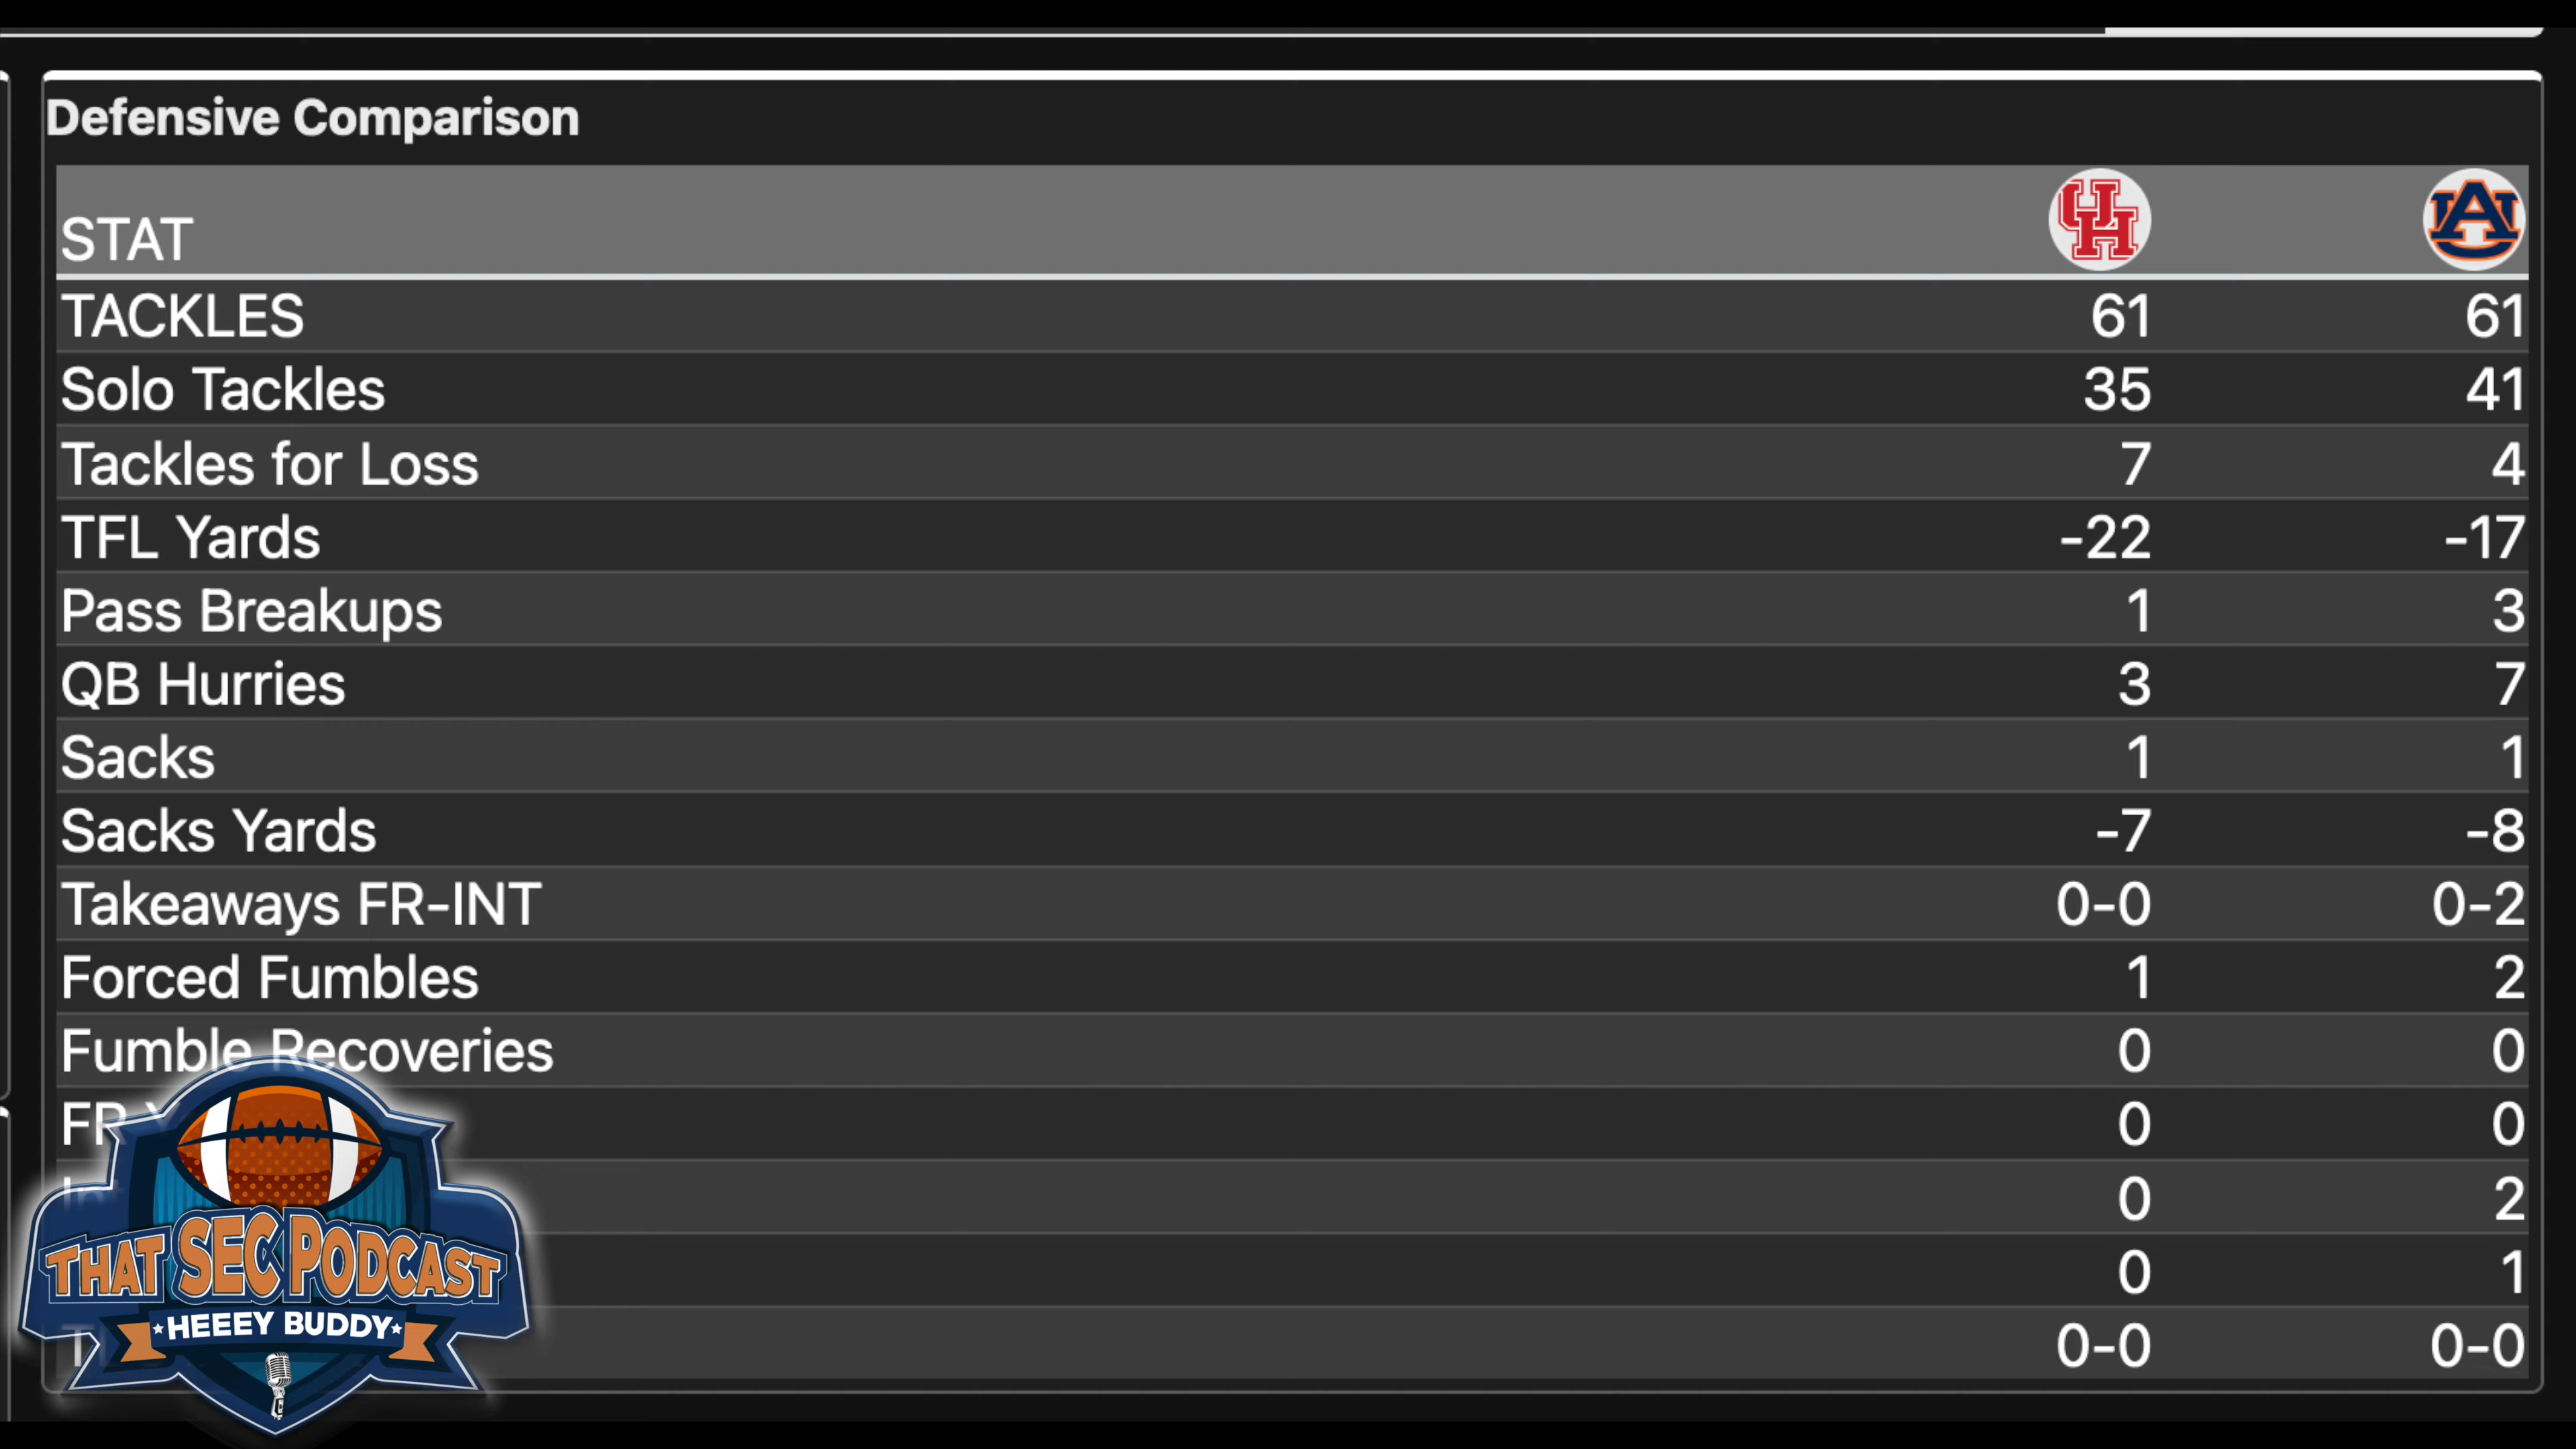 Defensive Comparison
STAT UH AU
TACKLES 61 61
Solo Tackles 35 41
Tackles for Loss 7 4
TFL Yards -22 -17
Pass Breakups 1 3
QB Hurries 3 7
Sacks 1 1
Sacks Yards -7 -8
Takeaways FR-INT 0-0 0-2
Forced Fumbles 1 2
Fumble Recoveries 0 0
FR 0 0
0 2
0 1
0-0 0-0
THAT SEC PODCAST
HEEEY BUDDY